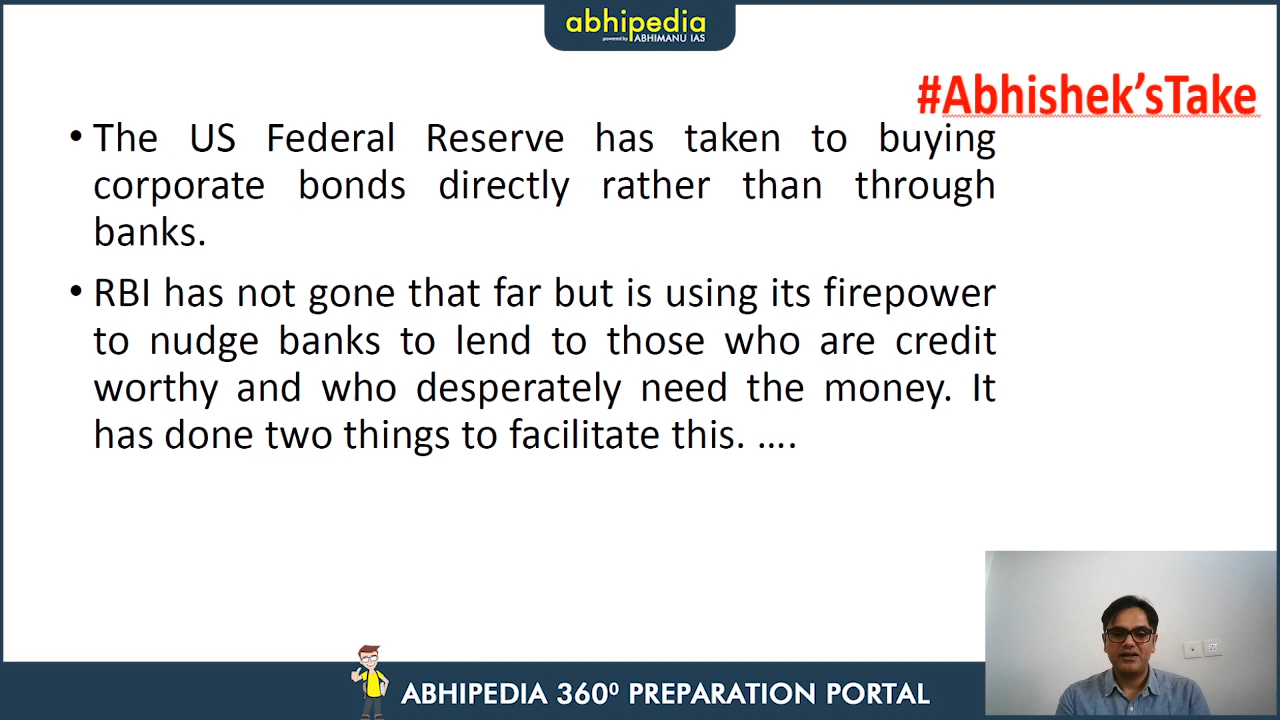 abhipedia
powered by ABHIMANU IAS
#Abhishek’sTake
• The US Federal Reserve has taken to buying
corporate bonds directly rather than through
banks.
• RBI has not gone that far but is using its firepower
to nudge banks to lend to those who are credit
worthy and who desperately need the money. It
has done two things to facilitate this. ....
ABHIPEDIA 360⁰ PREPARATION PORTAL